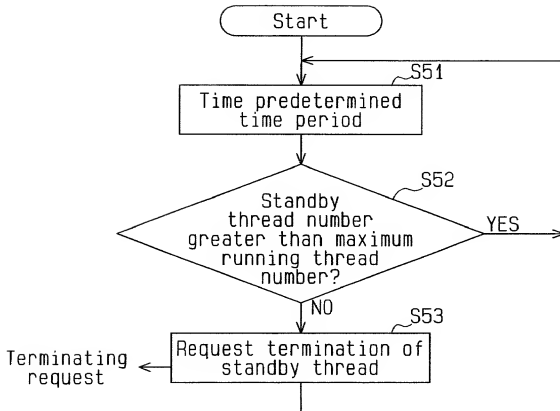 Start
S51
Time predetermined
time period
S52
Standby
thread number
greater than maximum
running thread
number?
YES
NO
S53
Request termination of
standby thread
Terminating
request